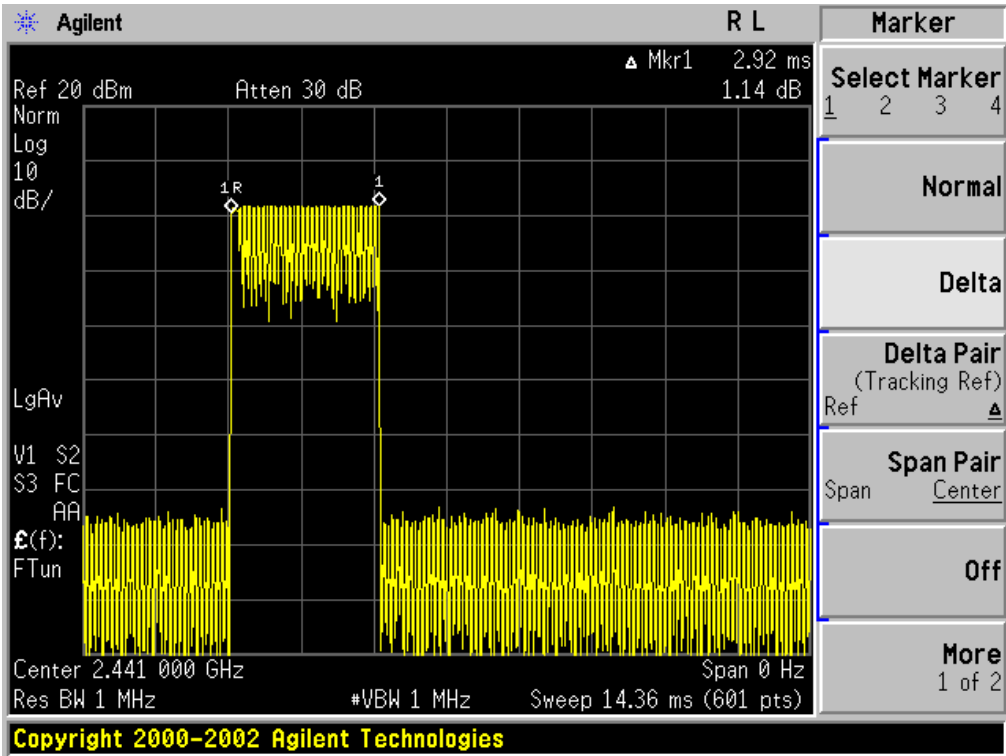 Agilent R L Marker
Δ Mkr1 2.92 ms
Ref 20 dBm Atten 30 dB 1.14 dB
Norm
Log
10
dB/
1R
1
LgAv
V1 S2
S3 FC
AA
£(f):
FTun
Center 2.441 000 GHz Span 0 Hz
Res BW 1 MHz #VBW 1 MHz Sweep 14.36 ms (601 pts)
Copyright 2000-2002 Agilent Technologies
Select Marker
1 2 3 4
Normal
Delta
Delta Pair
(Tracking Ref)
Ref Δ
Span Pair
Span Center
Off
More
1 of 2